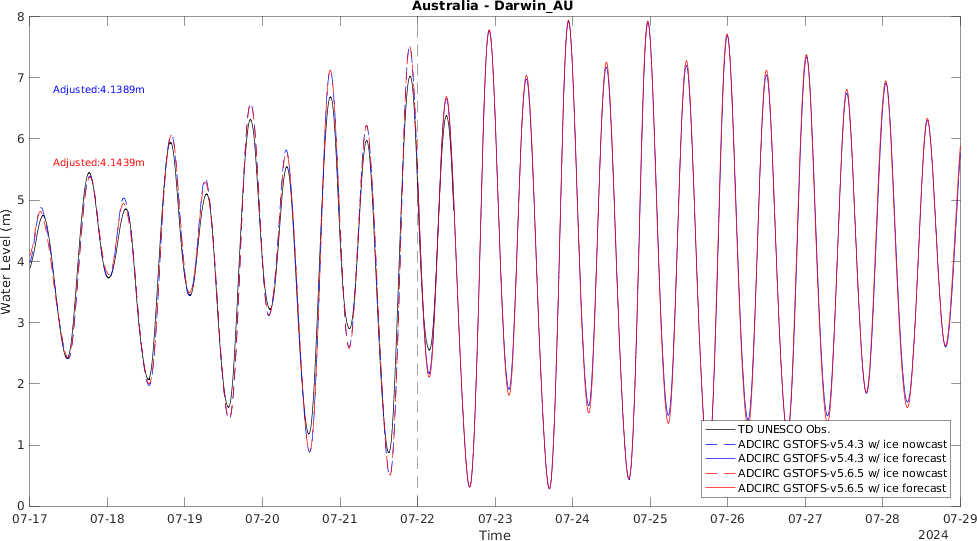 Australia - Darwin_AU
8
7
6
5
4
3
2
1
0
Water Level (m)
Adjusted:4.1389m
Adjusted:4.1439m
TD UNESCO Obs.
ADCIRC GSTOFS-v5.4.3 w/ ice nowcast
ADCIRC GSTOFS-v5.4.3 w/ ice forecast
ADCIRC GSTOFS-v5.6.5 w/ ice nowcast
ADCIRC GSTOFS-v5.6.5 w/ ice forecast
07-17 07-18 07-19 07-20 07-21 07-22 07-23 07-24 07-25 07-26 07-27 07-28 07-29
Time
2024